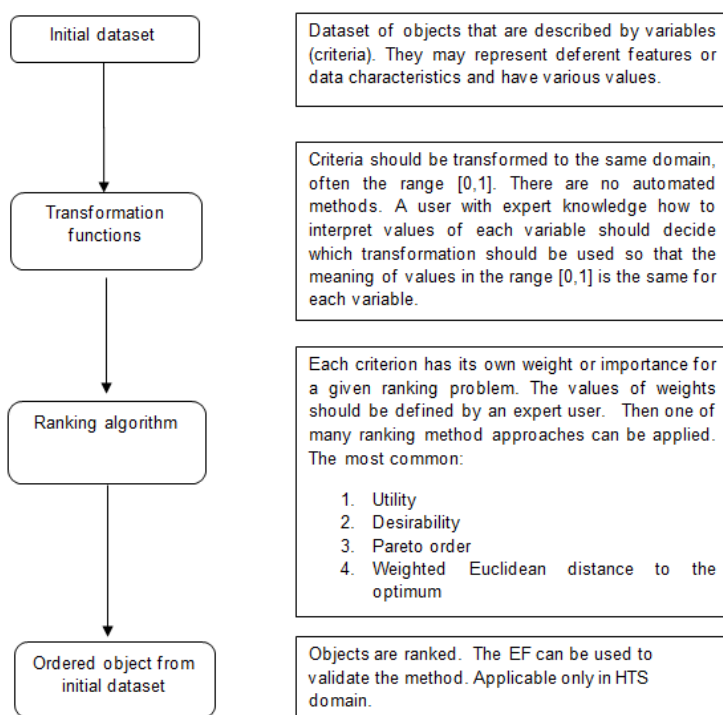 Initial dataset
Dataset of objects that are described by variables
(criteria). They may represent deferent features or
data characteristics and have various values.
Transformation
functions
Criteria should be transformed to the same domain,
often the range [0,1]. There are no automated
methods. A user with expert knowledge how to
interpret values of each variable should decide
which transformation should be used so that the
meaning of values in the range [0,1] is the same for
each variable.
Ranking algorithm
Each criterion has its own weight or importance for
a given ranking problem. The values of weights
should be defined by an expert user. Then one of
many ranking method approaches can be applied.
The most common:
1. Utility
2. Desirability
3. Pareto order
4. Weighted Euclidean distance to the
optimum
Ordered object from
initial dataset
Objects are ranked. The EF can be used to
validate the method. Applicable only in HTS
domain.